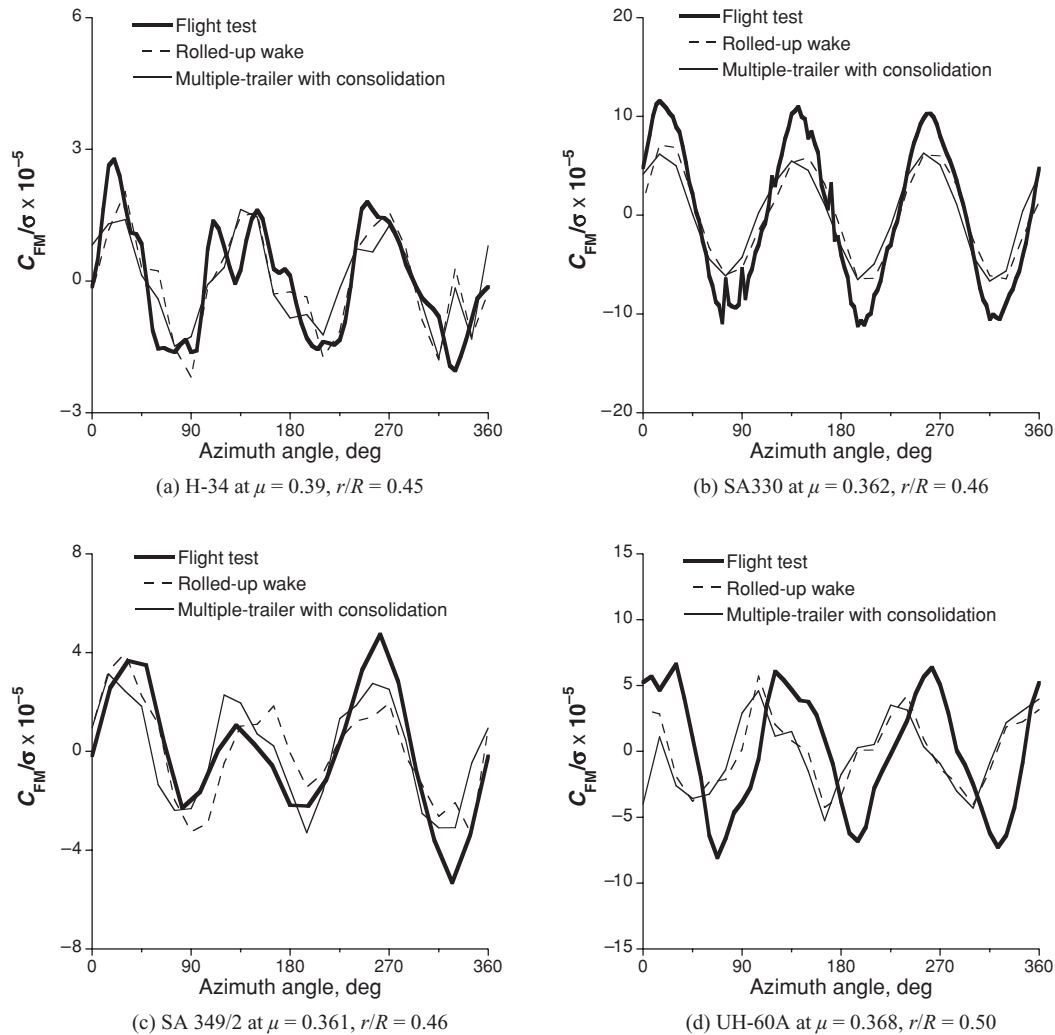 6
3
0
−3
C_FM/σ x 10⁻⁵
Flight test
Rolled-up wake
Multiple-trailer with consolidation
0 90 180 270 360
Azimuth angle, deg
(a) H-34 at μ = 0.39, r/R = 0.45
20
10
0
−10
−20
C_FM/σ x 10⁻⁵
Flight test
Rolled-up wake
Multiple-trailer with consolidation
0 90 180 270 360
Azimuth angle, deg
(b) SA330 at μ = 0.362, r/R = 0.46
8
4
0
−4
−8
C_FM/σ x 10⁻⁵
Flight test
Rolled-up wake
Multiple-trailer with consolidation
0 90 180 270 360
Azimuth angle, deg
(c) SA 349/2 at μ = 0.361, r/R = 0.46
15
10
5
0
−5
−10
−15
C_FM/σ x 10⁻⁵
Flight test
Rolled-up wake
Multiple-trailer with consolidation
0 90 180 270 360
Azimuth angle, deg
(d) UH-60A at μ = 0.368, r/R = 0.50